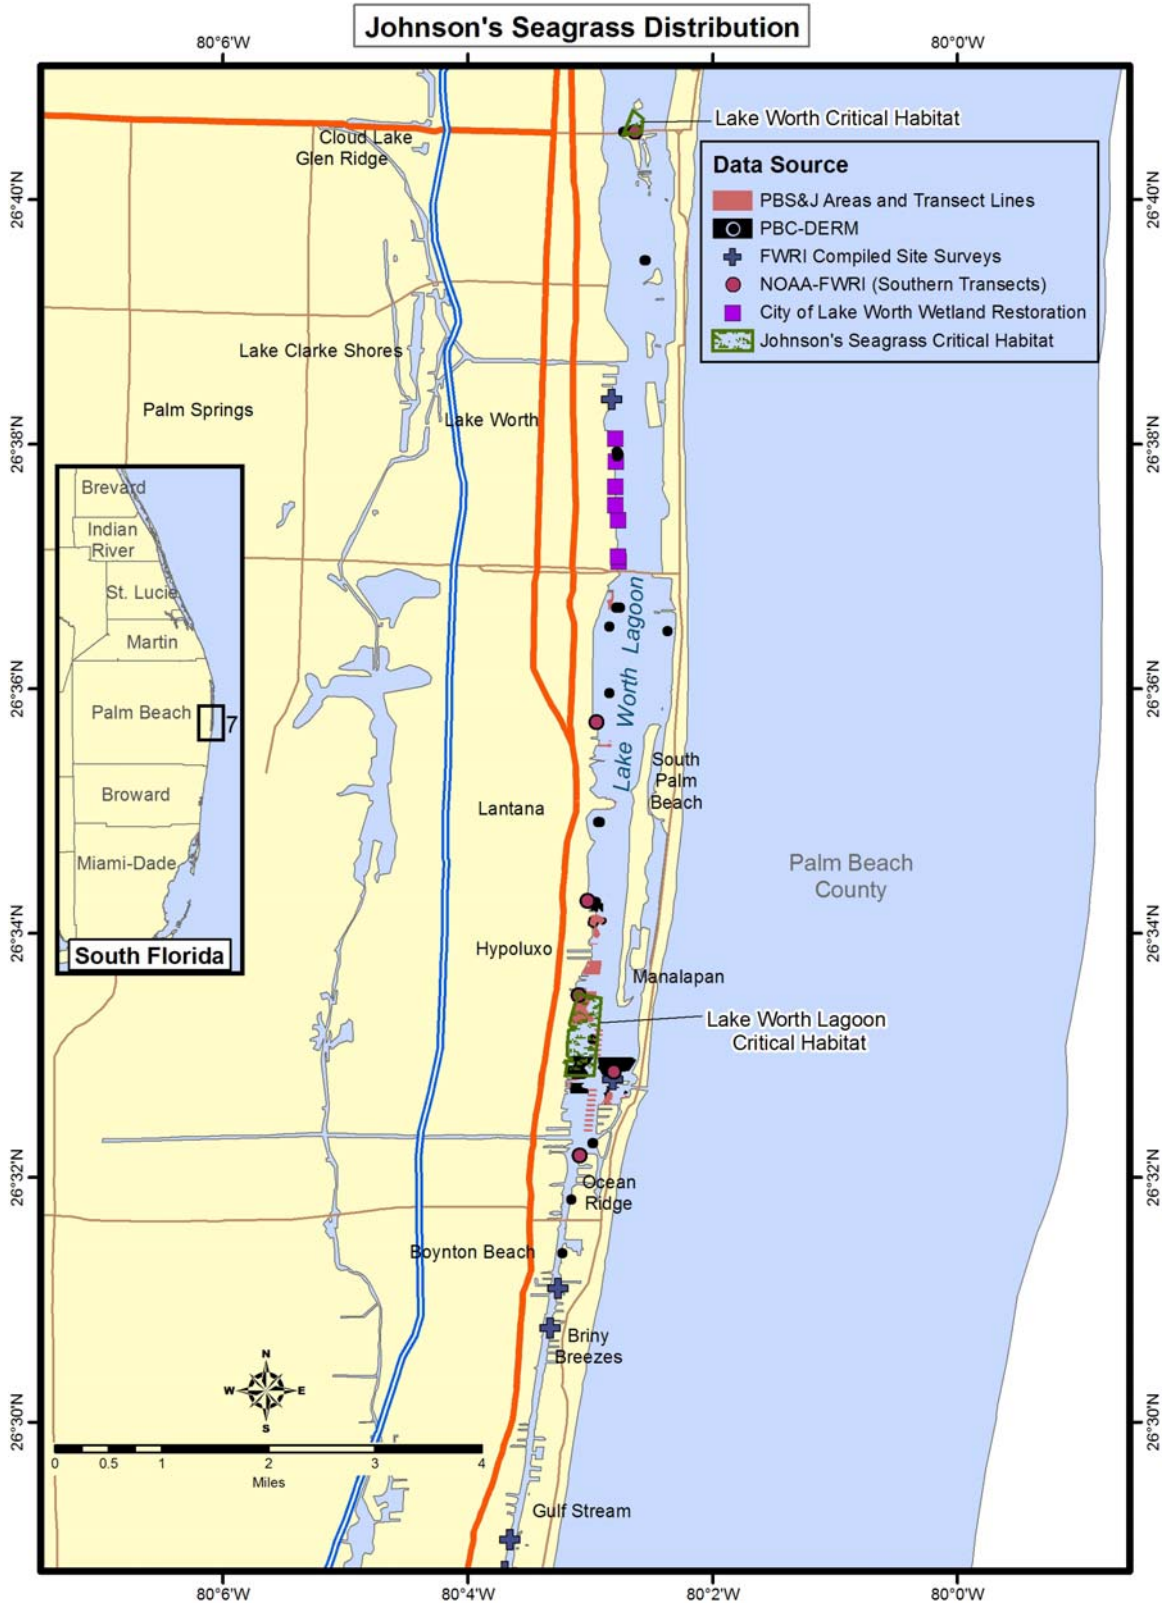 Johnson's Seagrass Distribution
80°6'W
80°4'W
80°2'W
80°0'W
Lake Worth Critical Habitat
Cloud Lake
Glen Ridge
Data Source
PBS&J Areas and Transect Lines
PBC-DERM
FWRI Compiled Site Surveys
NOAA-FWRI (Southern Transects)
City of Lake Worth Wetland Restoration
Johnson's Seagrass Critical Habitat
26°40'N
26°40'N
Lake Clarke Shores
Palm Springs
Lake Worth
26°38'N
26°38'N
Brevard
Indian
River
St. Lucie
Martin
Palm Beach
7
Broward
Miami-Dade
South Florida
Lake Worth Lagoon
26°36'N
26°36'N
South
Palm
Beach
Lantana
Palm Beach
County
26°34'N
26°34'N
Hypoluxo
Manalapan
Lake Worth Lagoon
Critical Habitat
26°32'N
26°32'N
Ocean
Ridge
Boynton Beach
Briny
Breezes
N
W
E
S
26°30'N
26°30'N
0 0.5 1 2 3 4
Miles
Gulf Stream
80°6'W
80°4'W
80°2'W
80°0'W